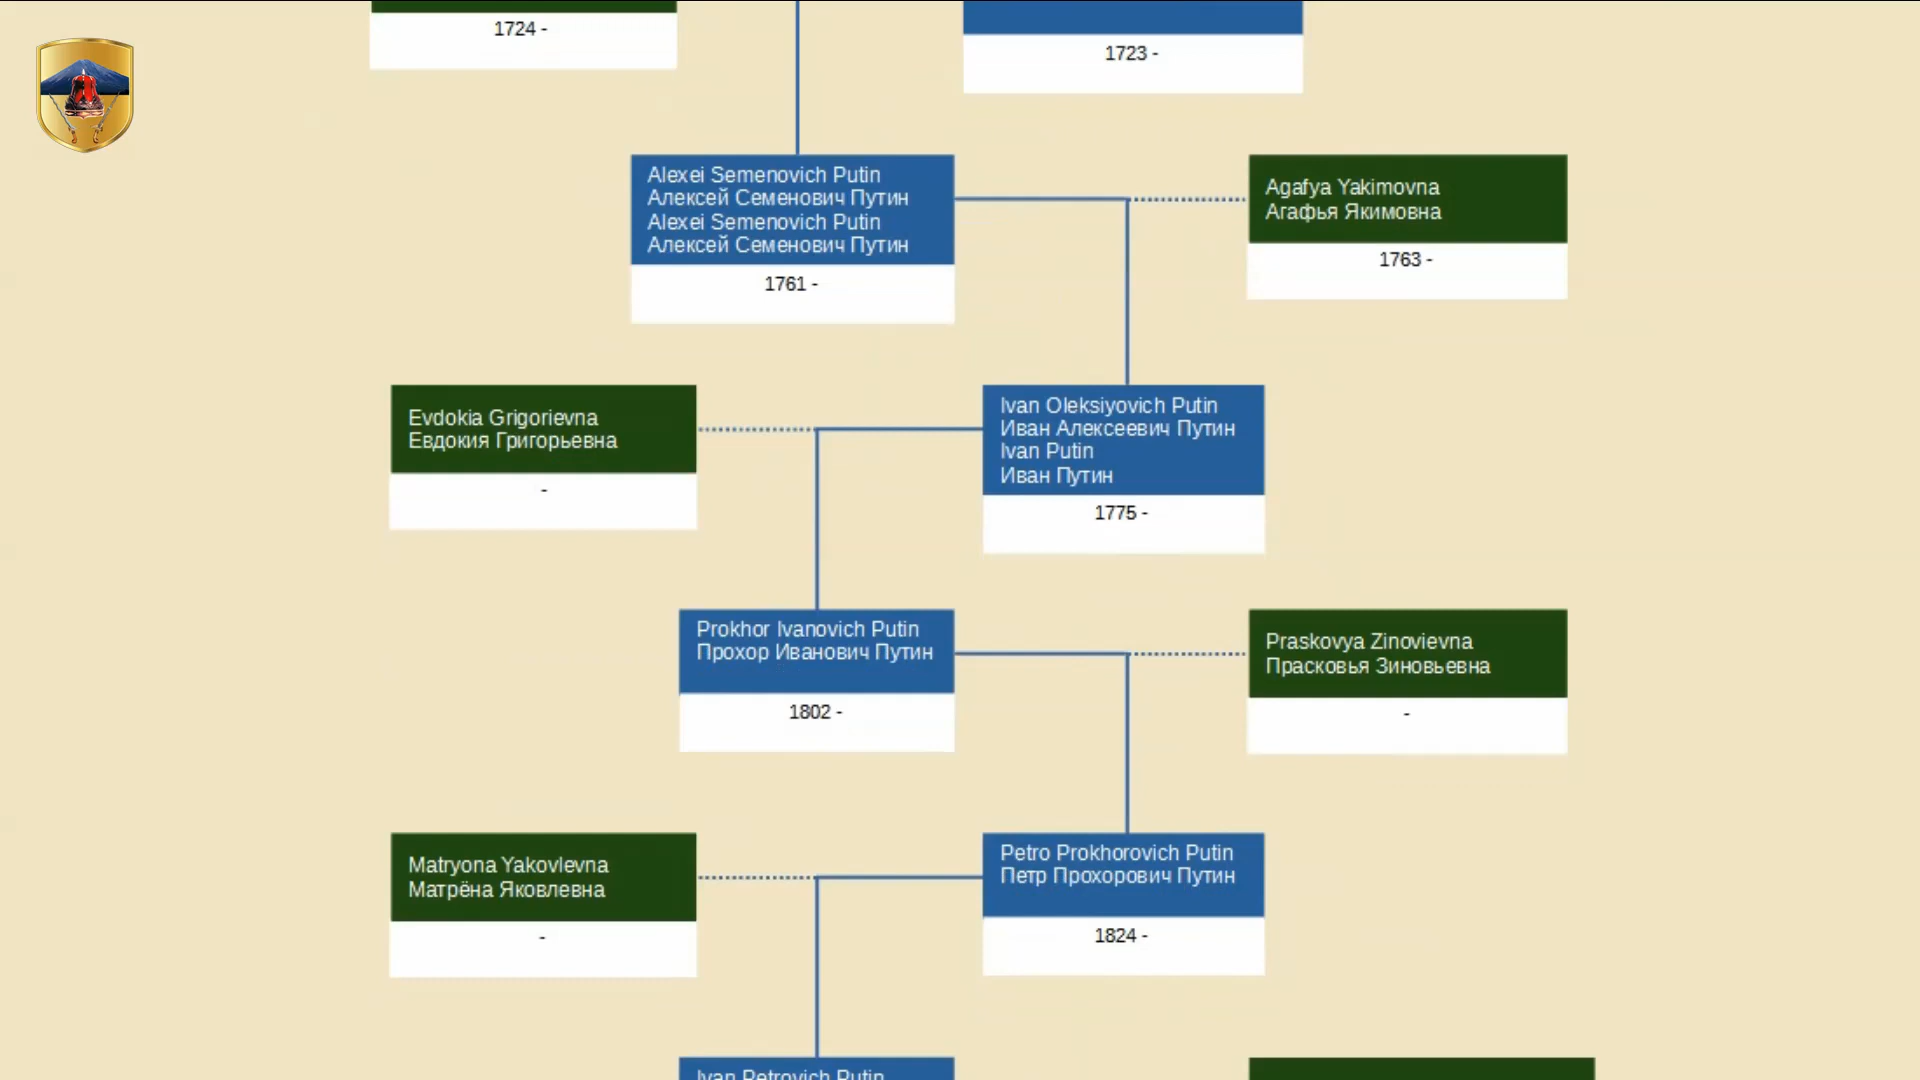 1724 -
1723 -
Alexei Semenovich Putin
Алексей Семенович Путин
Alexei Semenovich Putin
Алексей Семенович Путин
1761 -
Agafya Yakimovna
Агафья Якимовна
1763 -
Evdokia Grigorievna
Евдокия Григорьевна
-
Ivan Oleksiyovich Putin
Иван Алексеевич Путин
Ivan Putin
Иван Путин
1775 -
Prokhor Ivanovich Putin
Прохор Иванович Путин
1802 -
Praskovya Zinovievna
Прасковья Зиновьевна
-
Matryona Yakovlevna
Матрёна Яковлевна
-
Petro Prokhorovich Putin
Петр Прохорович Путин
1824 -
Ivan Petrovich Putin